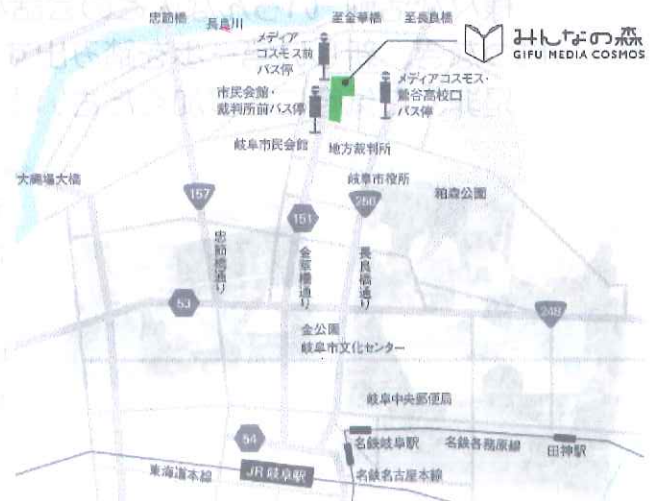 忠節橋
長良川
至金華橋
至長良橋
みんなの森
GIFU MEDIA COSMOS
メディア
コスモス前
バス停
メディアコスモス・
鶯谷高校口
バス停
市民会館・
裁判所前バス停
岐阜市民会館
地方裁判所
大縄場大橋
岐阜市役所
柏森公園
157
151
256
忠節橋通り
金華橋通り
長良橋通り
53
248
金公園
岐阜市文化センター
岐阜中央郵便局
54
名鉄岐阜駅
名鉄各務原線
田神駅
東海道本線
JR 岐阜駅
名鉄名古屋本線